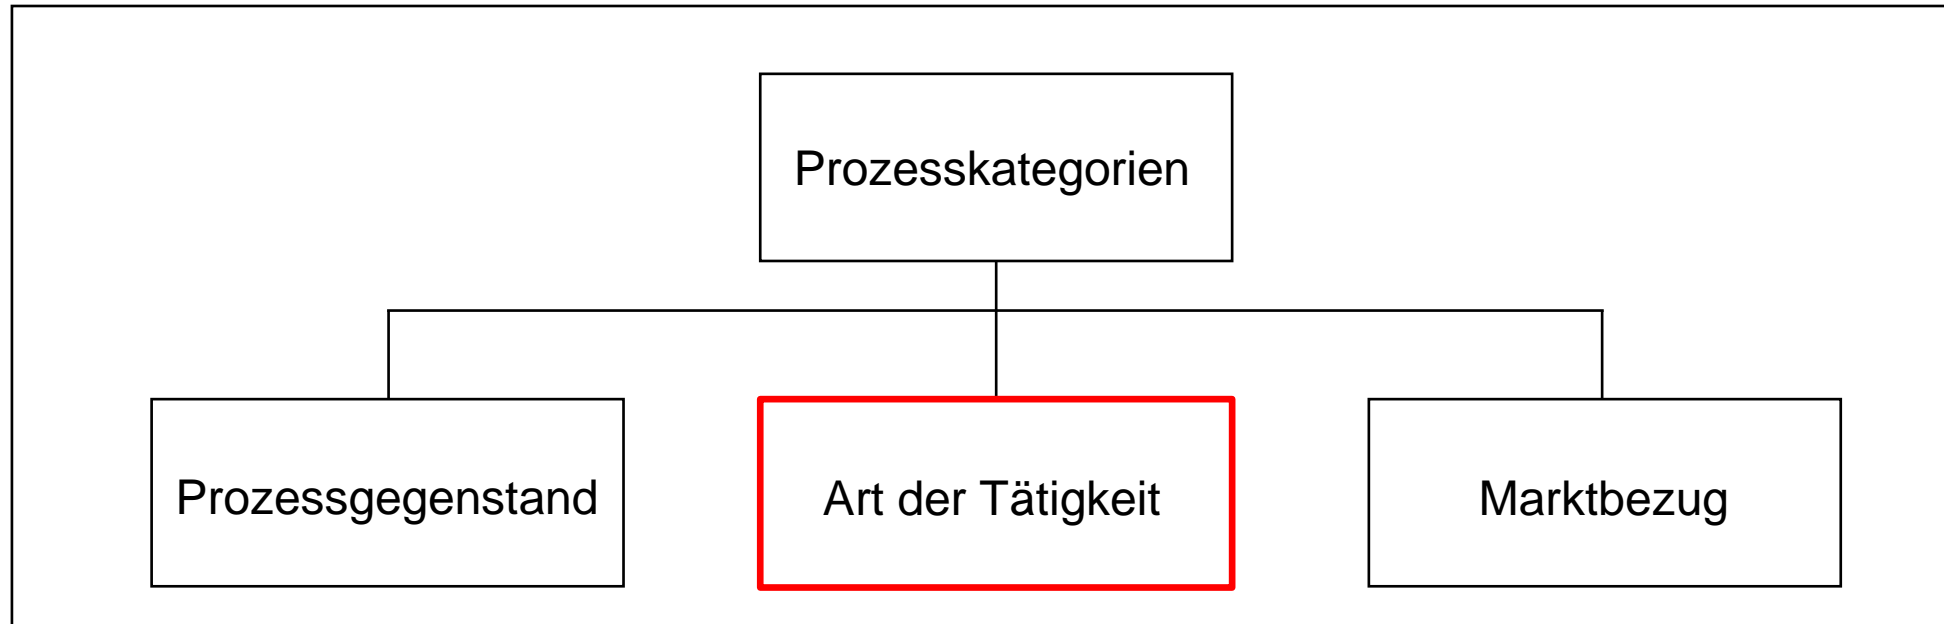 Prozesskategorien
Prozessgegenstand
Art der Tätigkeit
Marktbezug